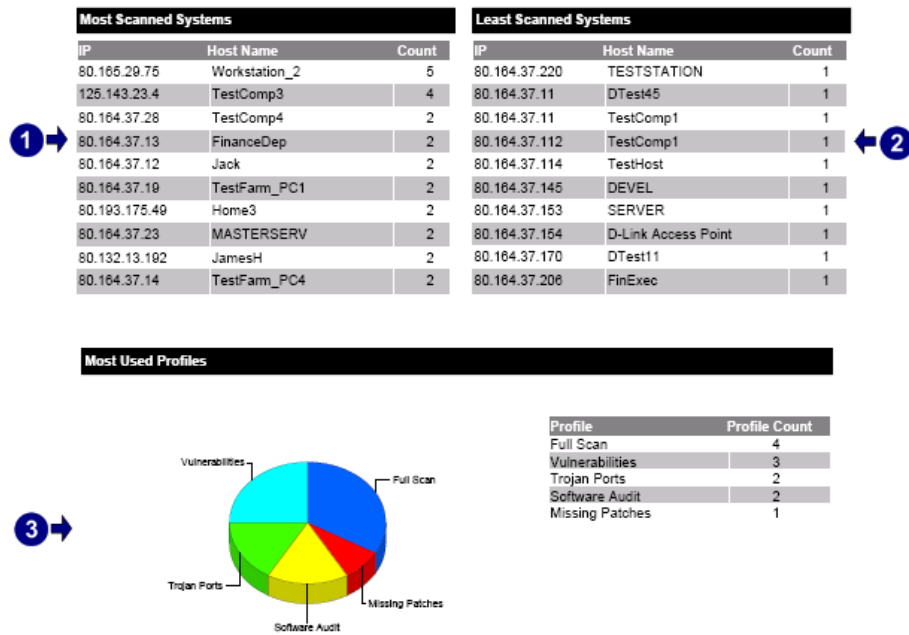 Most Scanned Systems
IP Host Name Count
80.165.29.75 Workstation_2 5
125.143.23.4 TestComp3 4
80.164.37.28 TestComp4 2
80.164.37.13 FinanceDep 2
80.164.37.12 Jack 2
80.164.37.19 TestFarm_PC1 2
80.193.175.49 Home3 2
80.164.37.23 MASTERSERV 2
80.132.13.192 JamesH 2
80.164.37.14 TestFarm_PC4 2
1
Least Scanned Systems
IP Host Name Count
80.164.37.220 TESTSTATION 1
80.164.37.11 DTest45 1
80.164.37.11 TestComp1 1
80.164.37.112 TestComp1 1
80.164.37.114 TestHost 1
80.164.37.145 DEVEL 1
80.164.37.153 SERVER 1
80.164.37.154 D-Link Access Point 1
80.164.37.170 DTest11 1
80.164.37.206 FinExec 1
2
Most Used Profiles
3
Vulnerabilities
Full Scan
Trojan Ports
Missing Patches
Software Audit
Profile Profile Count
Full Scan 4
Vulnerabilities 3
Trojan Ports 2
Software Audit 2
Missing Patches 1